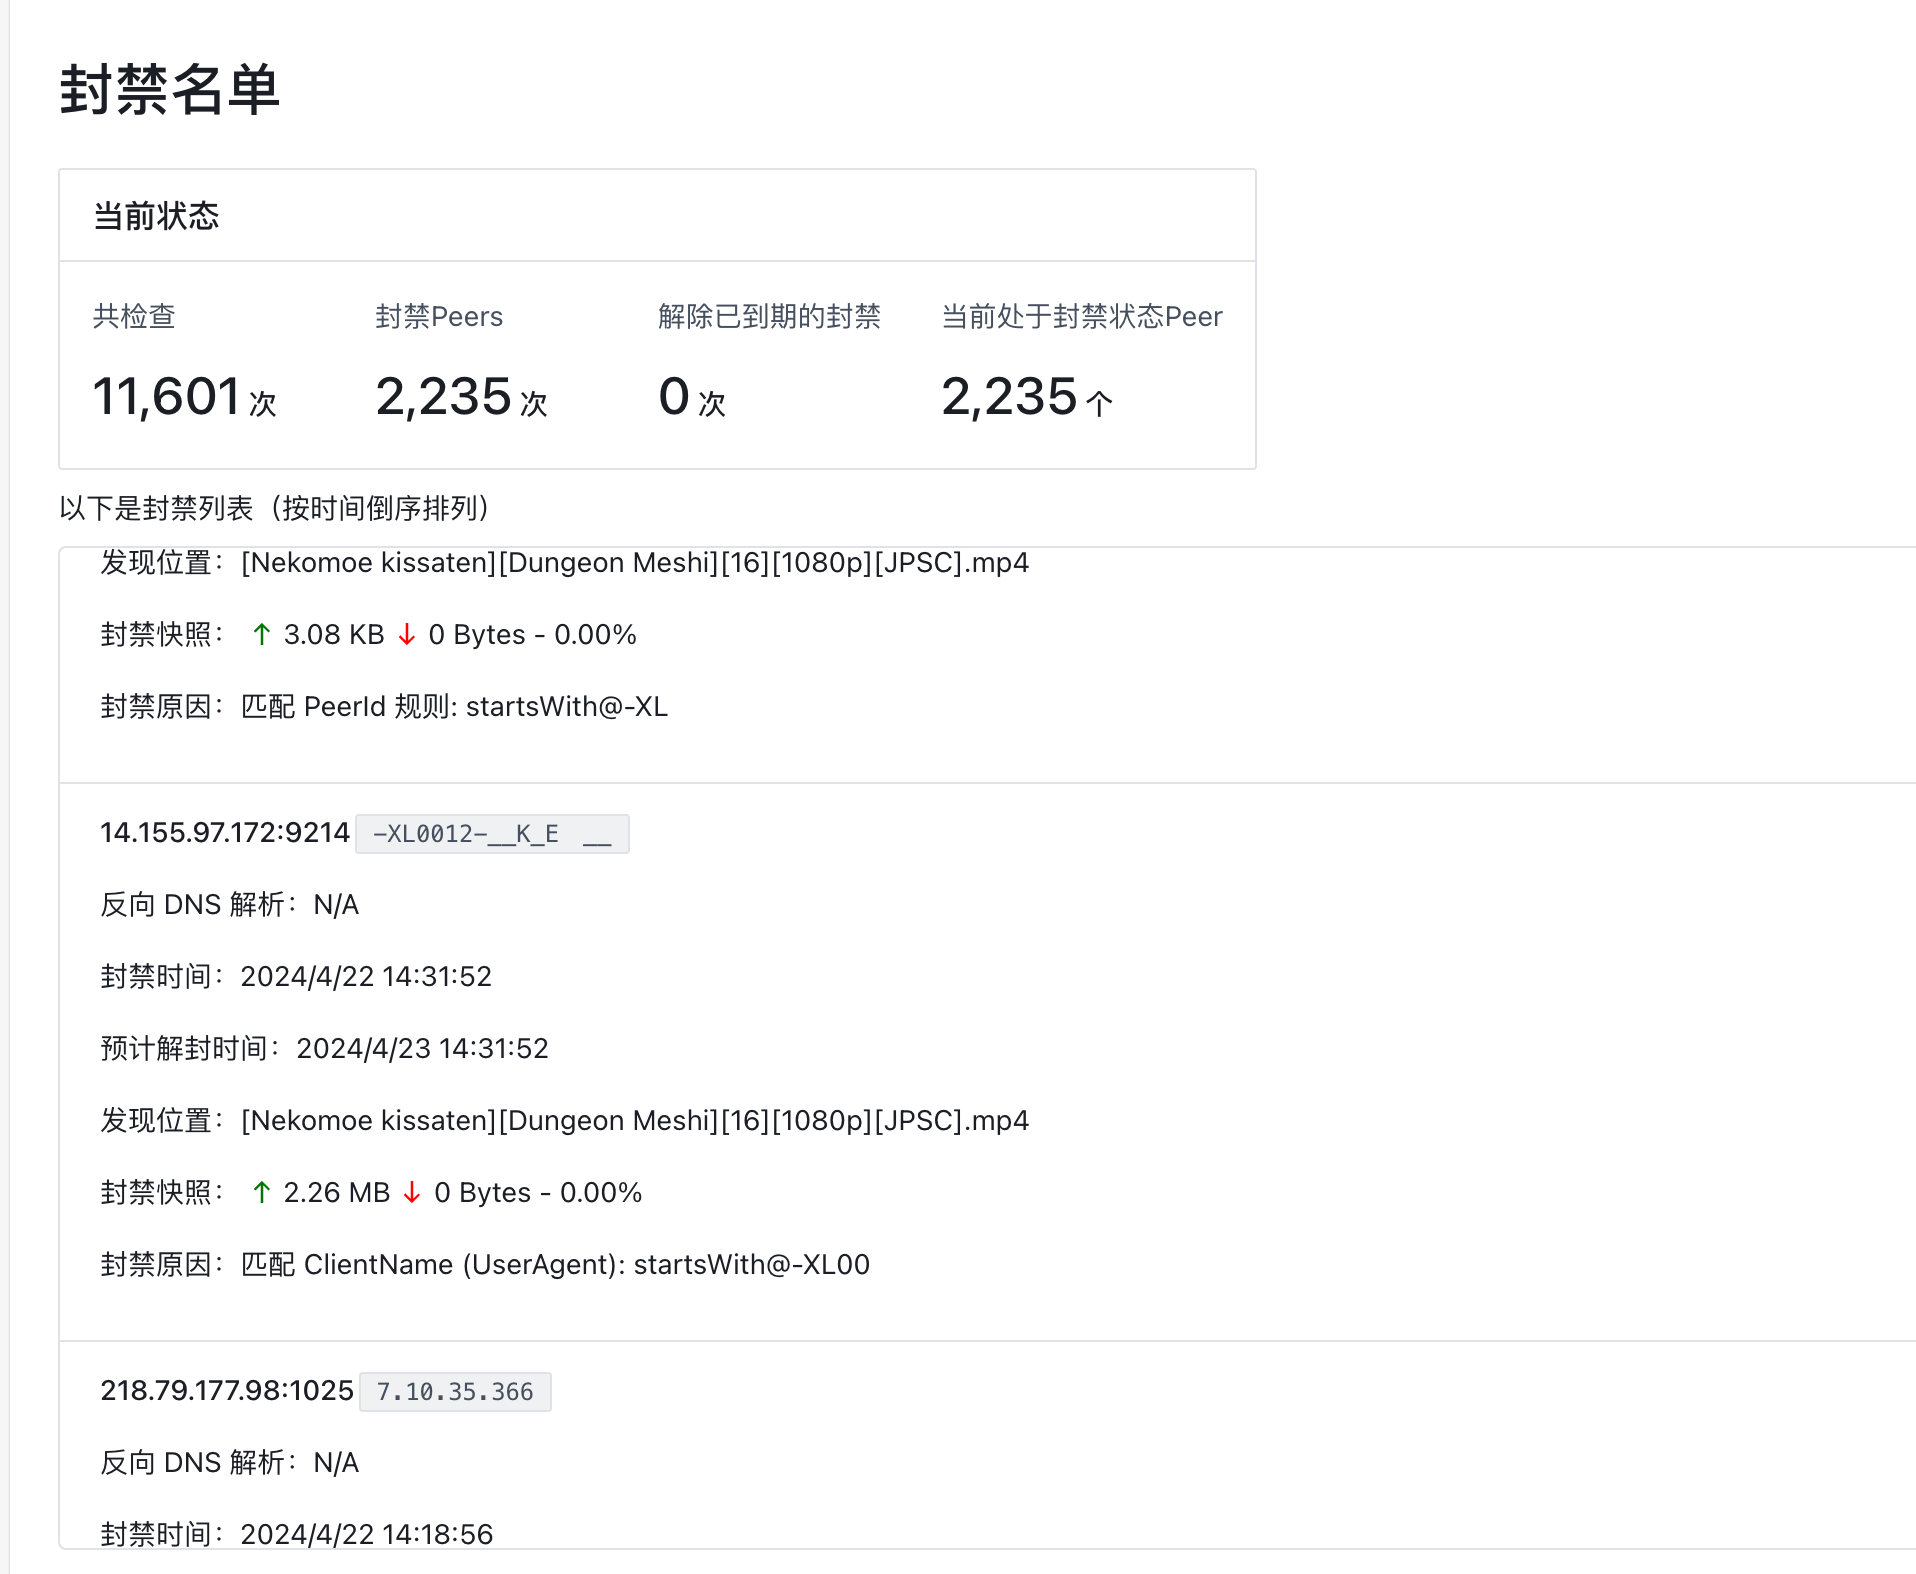 封禁名单
当前状态
共检查 封禁Peers 解除已到期的封禁 当前处于封禁状态Peer
11,601 次 2,235 次 0 次 2,235 个
以下是封禁列表（按时间倒序排列）
发现位置：[Nekomoe kissaten][Dungeon Meshi][16][1080p][JPSC].mp4
封禁快照： ↑ 3.08 KB ↓ 0 Bytes - 0.00%
封禁原因：匹配 PeerId 规则: startsWith@-XL
14.155.97.172:9214 -XL0012-__K_E __
反向 DNS 解析：N/A
封禁时间：2024/4/22 14:31:52
预计解封时间：2024/4/23 14:31:52
发现位置：[Nekomoe kissaten][Dungeon Meshi][16][1080p][JPSC].mp4
封禁快照： ↑ 2.26 MB ↓ 0 Bytes - 0.00%
封禁原因：匹配 ClientName (UserAgent): startsWith@-XL00
218.79.177.98:1025 7.10.35.366
反向 DNS 解析：N/A
封禁时间：2024/4/22 14:18:56